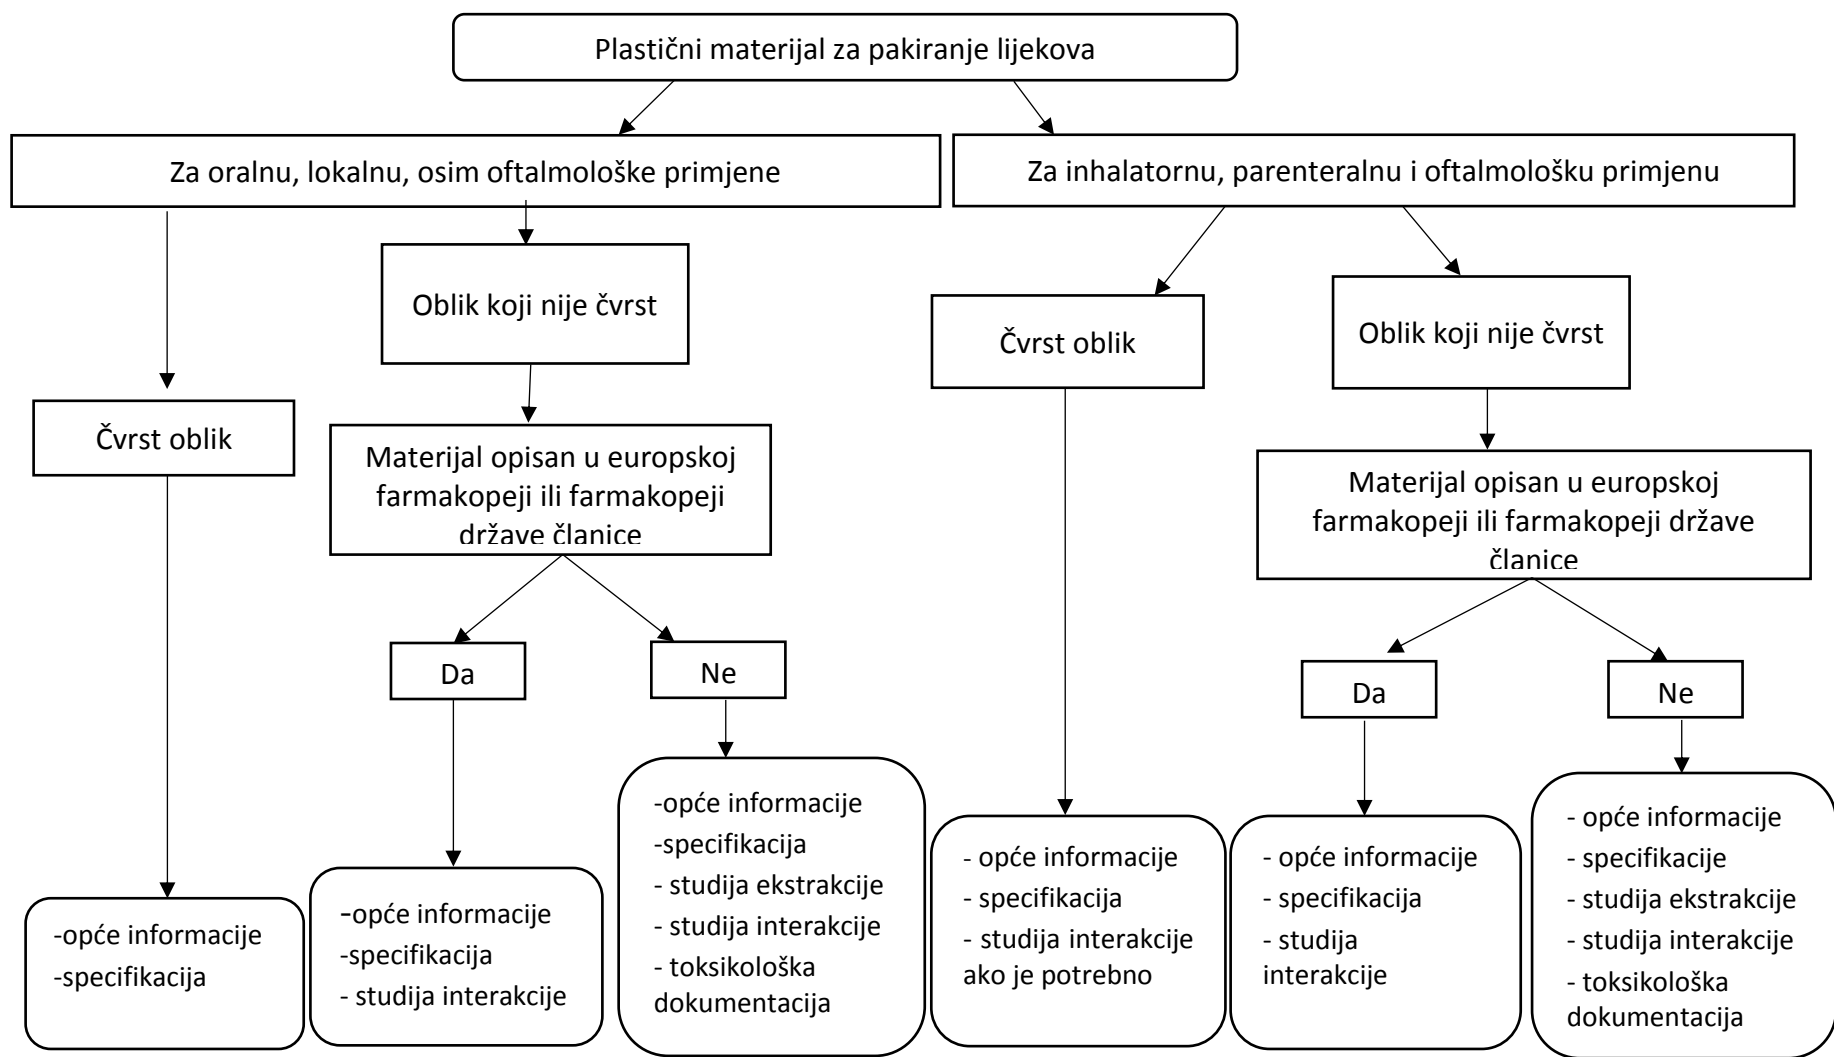 Plastični materijal za pakiranje lijekova
Za oralnu, lokalnu, osim oftalmološke primjene
Za inhalatornu, parenteralnu i oftalmološku primjenu
Oblik koji nije čvrst
Čvrst oblik
Oblik koji nije čvrst
Čvrst oblik
Materijal opisan u europskoj
farmakopeji ili farmakopeji
države članice
Materijal opisan u europskoj
farmakopeji ili farmakopeji države
članice
Da
Ne
Da
Ne
-opće informacije
-specifikacija
-opće informacije
-specifikacija
- studija interakcije
-opće informacije
-specifikacija
- studija ekstrakcije
- studija interakcije
- toksikološka
dokumentacija
- opće informacije
- specifikacija
- studija interakcije
ako je potrebno
- opće informacije
- specifikacija
- studija
interakcije
- opće informacije
- specifikacije
- studija ekstrakcije
- studija interakcije
- toksikološka
dokumentacija